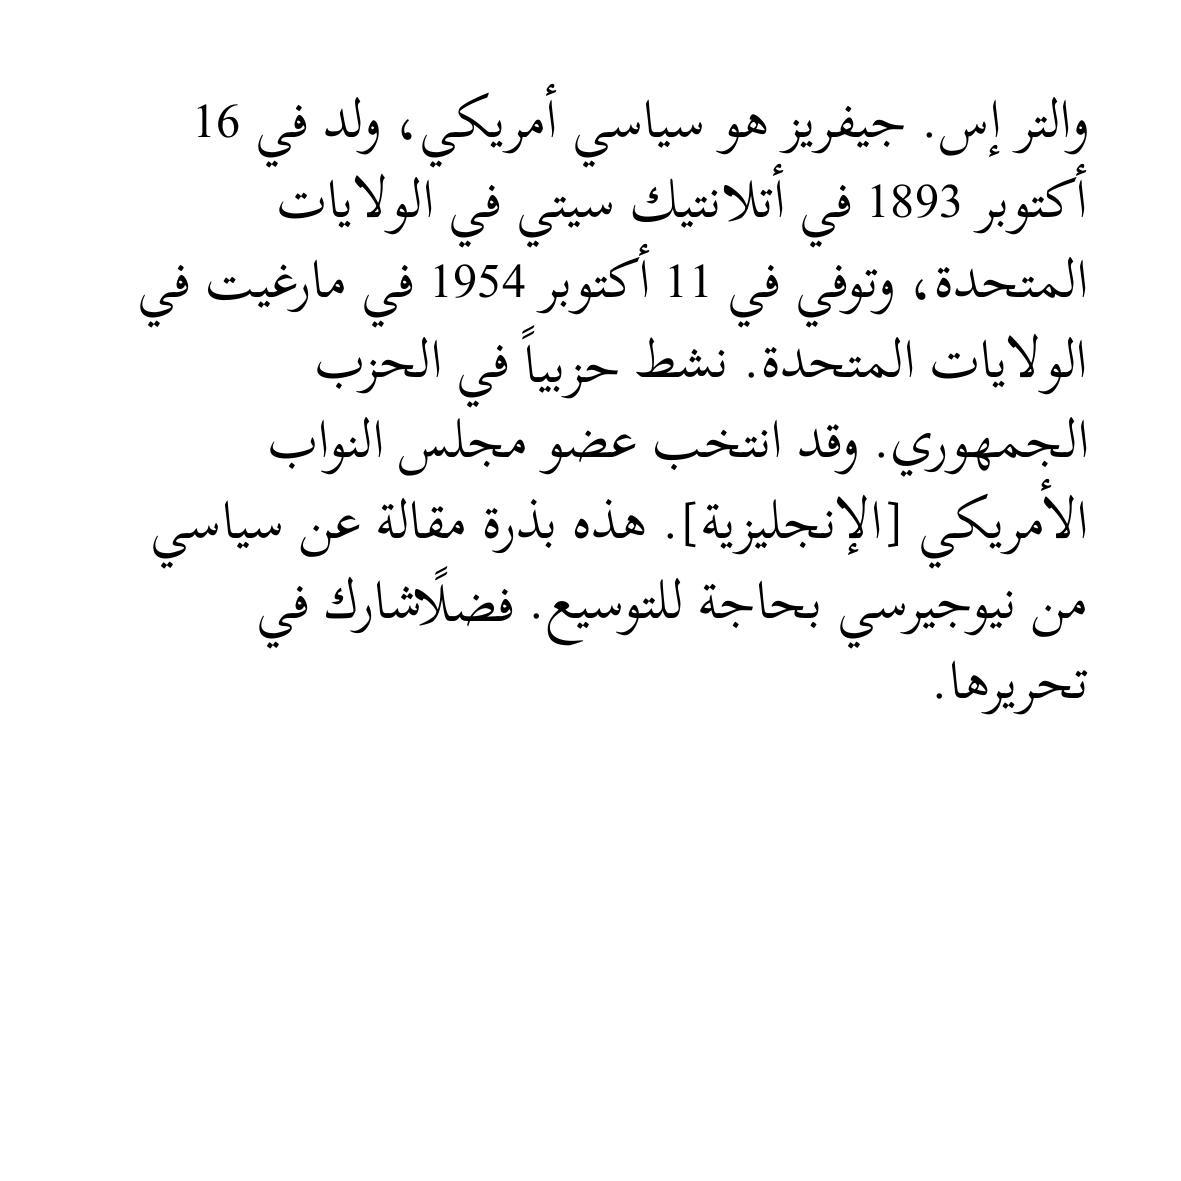 والتر إس. جيفريز هو سياسي أمريكي، ولد في 16
أكتوبر 1893 في أتلانتيك سيتي في الولايات
المتحدة، وتوفي في 11 أكتوبر 1954 في مارغيت في
الولايات المتحدة. نشط حزبياً في الحزب
الجمهوري. وقد انتخب عضو مجلس النواب
الأمريكي [الإنجليزية]. هذه بذرة مقالة عن سياسي
من نيوجيرسي بحاجة للتوسيع. فضلًاشارك في
تحريرها.